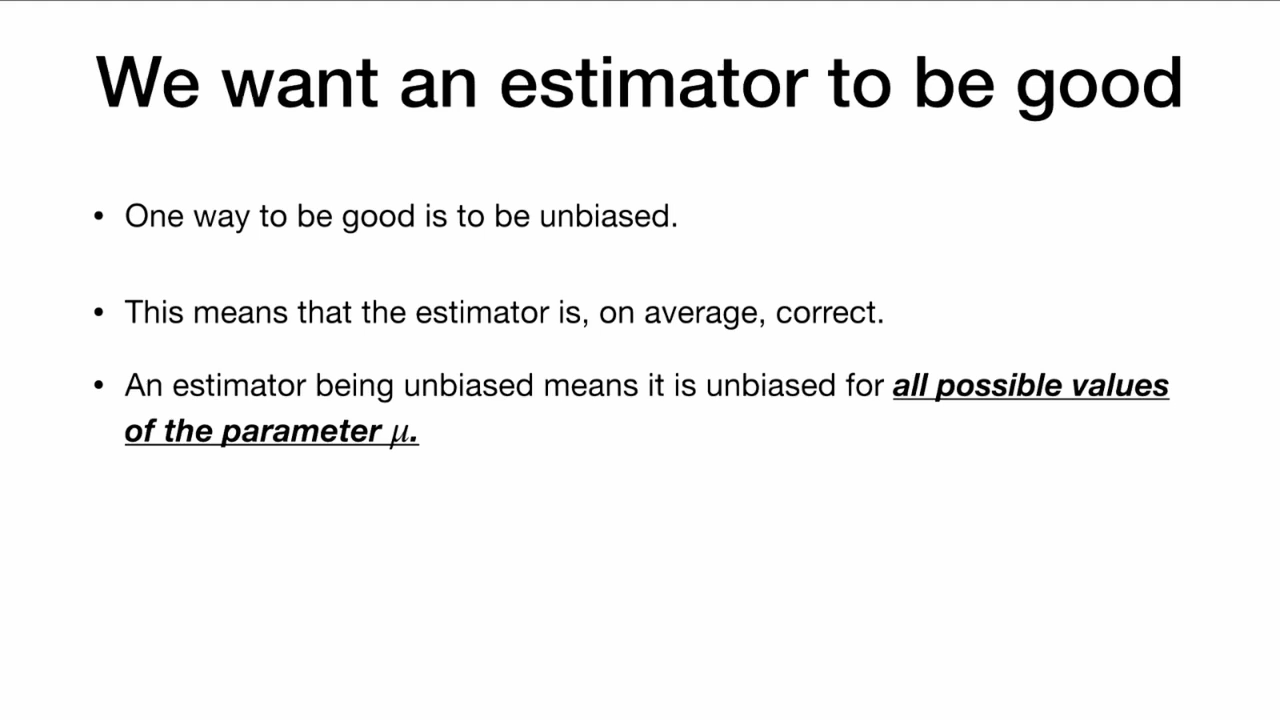 We want an estimator to be good
• One way to be good is to be unbiased.
• This means that the estimator is, on average, correct.
• An estimator being unbiased means it is unbiased for all possible values
of the parameter μ.